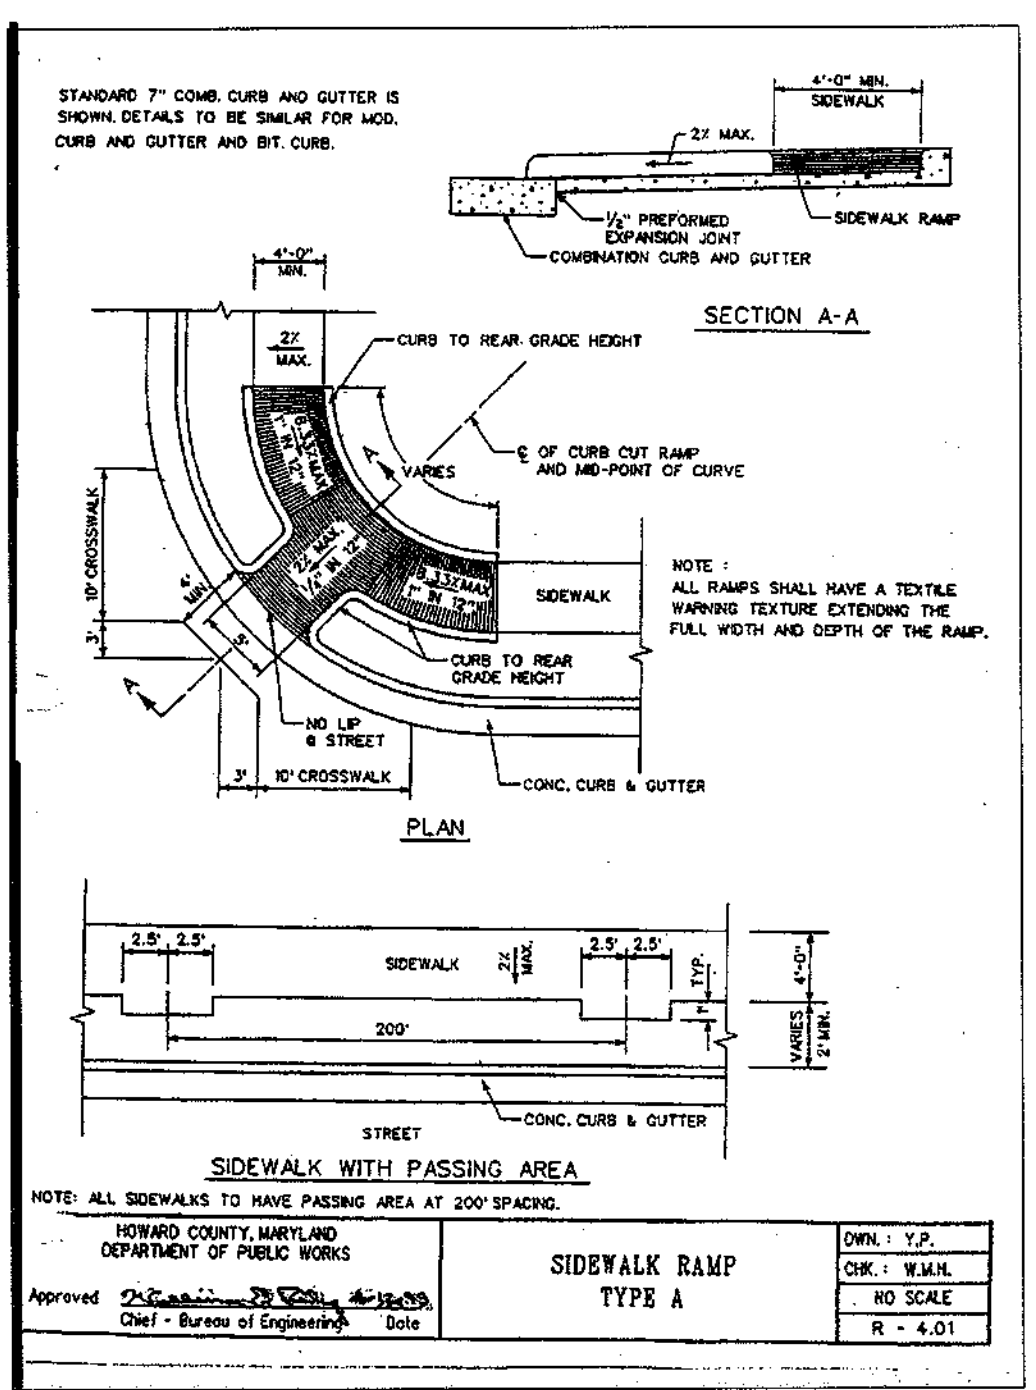 STANDARD 7" COMB. CURB AND GUTTER IS
SHOWN. DETAILS TO BE SIMILAR FOR MOD.
CURB AND GUTTER AND BIT. CURB.
4'-0" MIN.
SIDEWALK
2% MAX.
SIDEWALK RAMP
1/2" PREFORMED
EXPANSION JOINT
COMBINATION CURB AND GUTTER
SECTION A-A
4'-0"
MIN.
2%
MAX.
CURB TO REAR GRADE HEIGHT
8.33% MAX
1" IN 12"
A
VARIES
℄ OF CURB CUT RAMP
AND MID-POINT OF CURVE
10' CROSSWALK
3'
4'
MIN.
2% MAX.
1/4" IN 12"
8.33% MAX
1" IN 12"
SIDEWALK
NOTE :
ALL RAMPS SHALL HAVE A TEXTILE
WARNING TEXTURE EXTENDING THE
FULL WIDTH AND DEPTH OF THE RAMP.
5'
CURB TO REAR
GRADE HEIGHT
A
NO LIP
@ STREET
3'
10' CROSSWALK
CONC. CURB & GUTTER
PLAN
2.5' 2.5'
SIDEWALK
2%
MAX.
2.5' 2.5'
TYP.
1'
4'-0"
VARIES
2' MIN.
200'
CONC. CURB & GUTTER
STREET
SIDEWALK WITH PASSING AREA
NOTE: ALL SIDEWALKS TO HAVE PASSING AREA AT 200' SPACING.
HOWARD COUNTY, MARYLAND
DEPARTMENT OF PUBLIC WORKS
Approved
Chief - Bureau of Engineering Date
SIDEWALK RAMP
TYPE A
DWN. : Y.P.
CHK. : W.M.H.
NO SCALE
R - 4.01